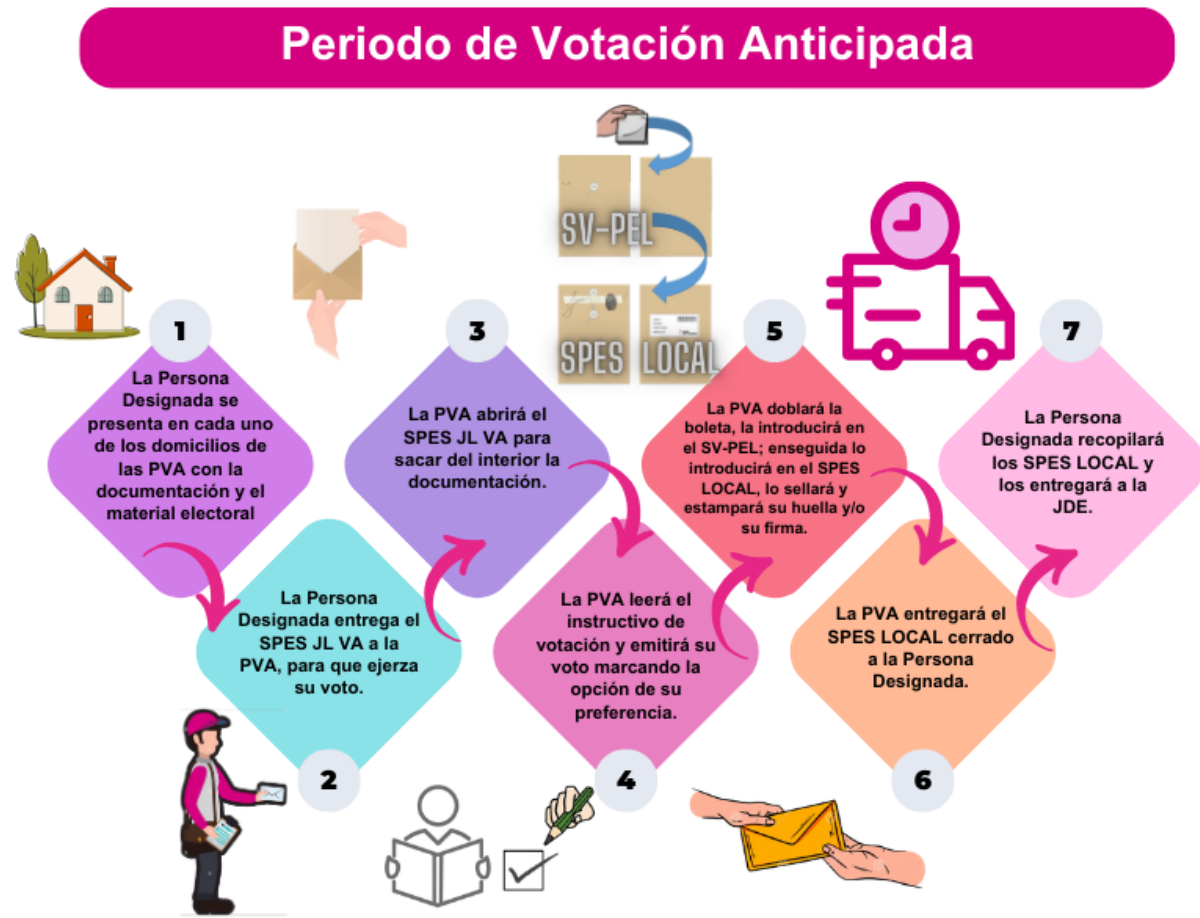 Periodo de Votación Anticipada
SV-PEL
SPES LOCAL
1
La Persona
Designada se
presenta en cada uno
de los domicilios de
las PVA con la
documentación y el
material electoral
2
La Persona
Designada entrega el
SPES JL VA a la
PVA, para que ejerza
su voto.
3
La PVA abrirá el
SPES JL VA para
sacar del interior la
documentación.
4
La PVA leerá el
instructivo de
votación y emitirá su
voto marcando la
opción de su
preferencia.
5
La PVA doblará la
boleta, la introducirá en
el SV-PEL; enseguida lo
introducirá en el SPES
LOCAL, lo sellará y
estampará su huella y/o
su firma.
6
La PVA entregará el
SPES LOCAL cerrado
a la Persona
Designada.
7
La Persona
Designada recopilará
los SPES LOCAL y
los entregará a la
JDE.